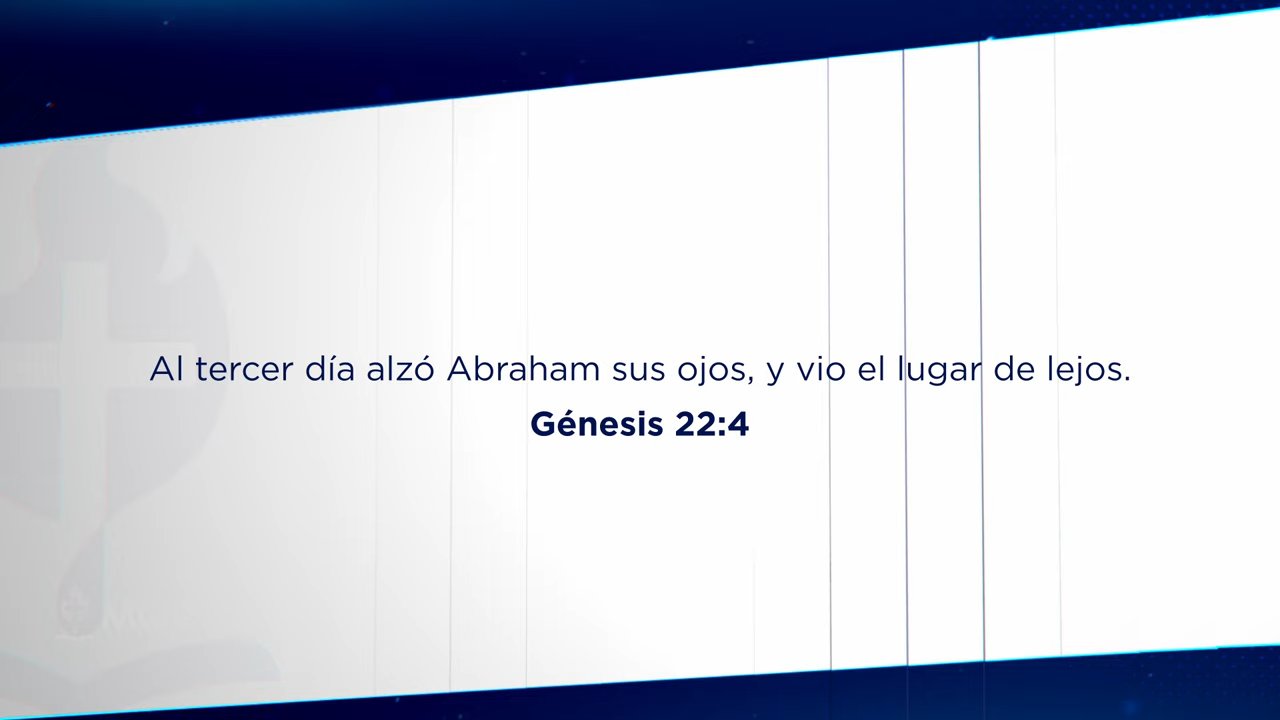 Al tercer día alzó Abraham sus ojos, y vio el lugar de lejos.
Génesis 22:4